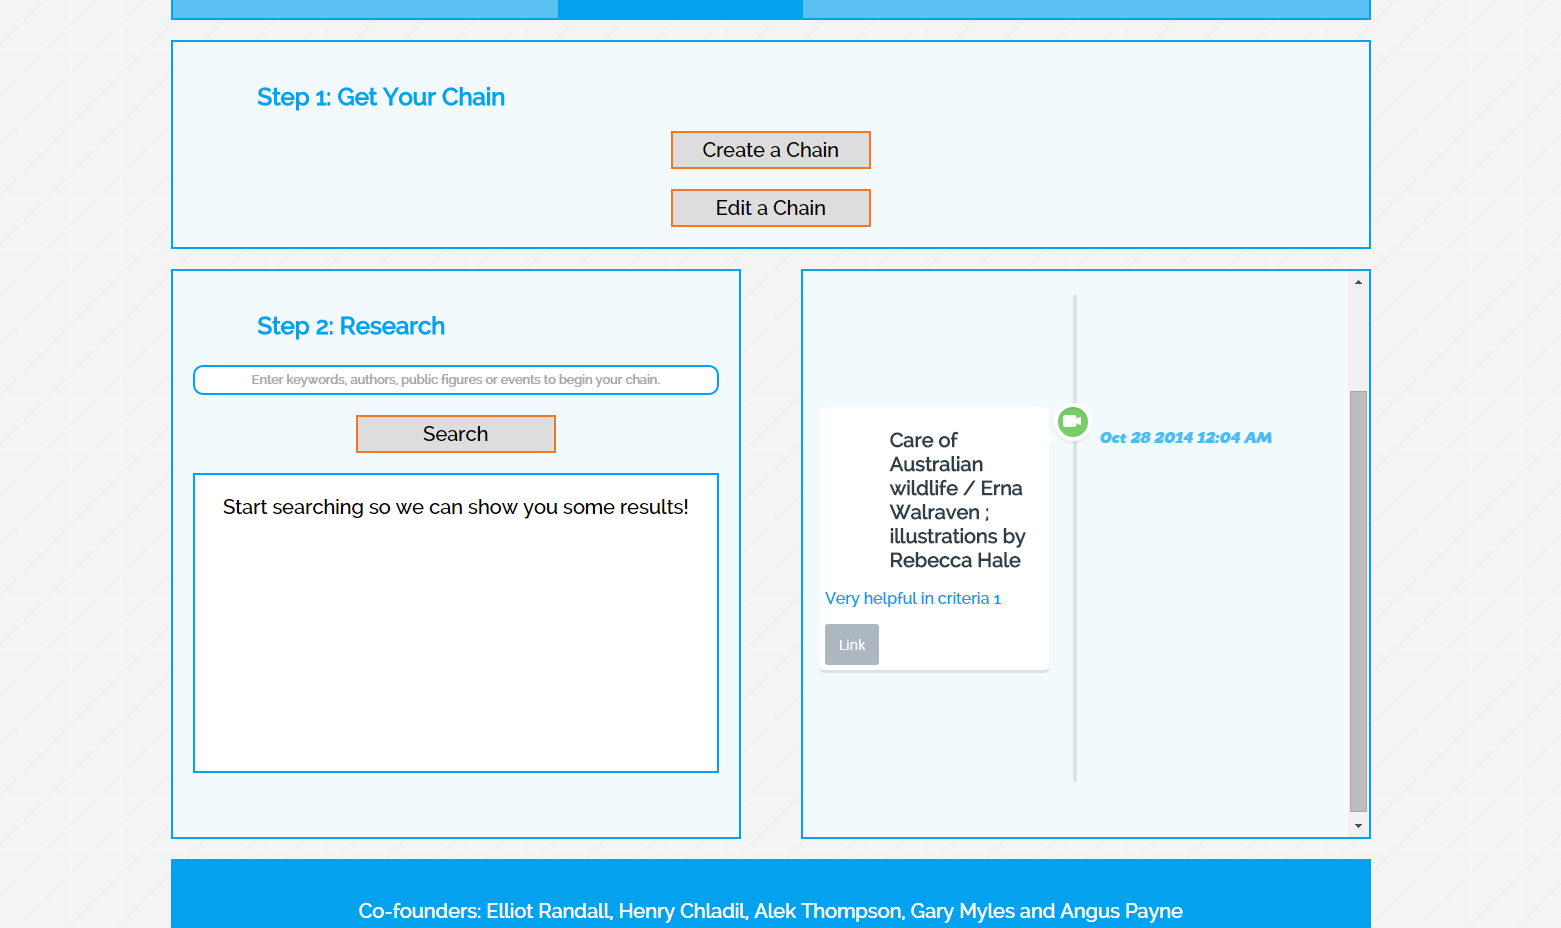 Step 1: Get Your Chain
Create a Chain
Edit a Chain
Step 2: Research
Enter keywords, authors, public figures or events to begin your chain.
Search
Start searching so we can show you some results!
Care of
Australian
wildlife / Erna
Walraven ;
illustrations by
Rebecca Hale
Very helpful in criteria 1
Link
Oct 28 2014 12:04 AM
Co-founders: Elliot Randall, Henry Chladil, Alek Thompson, Gary Myles and Angus Payne